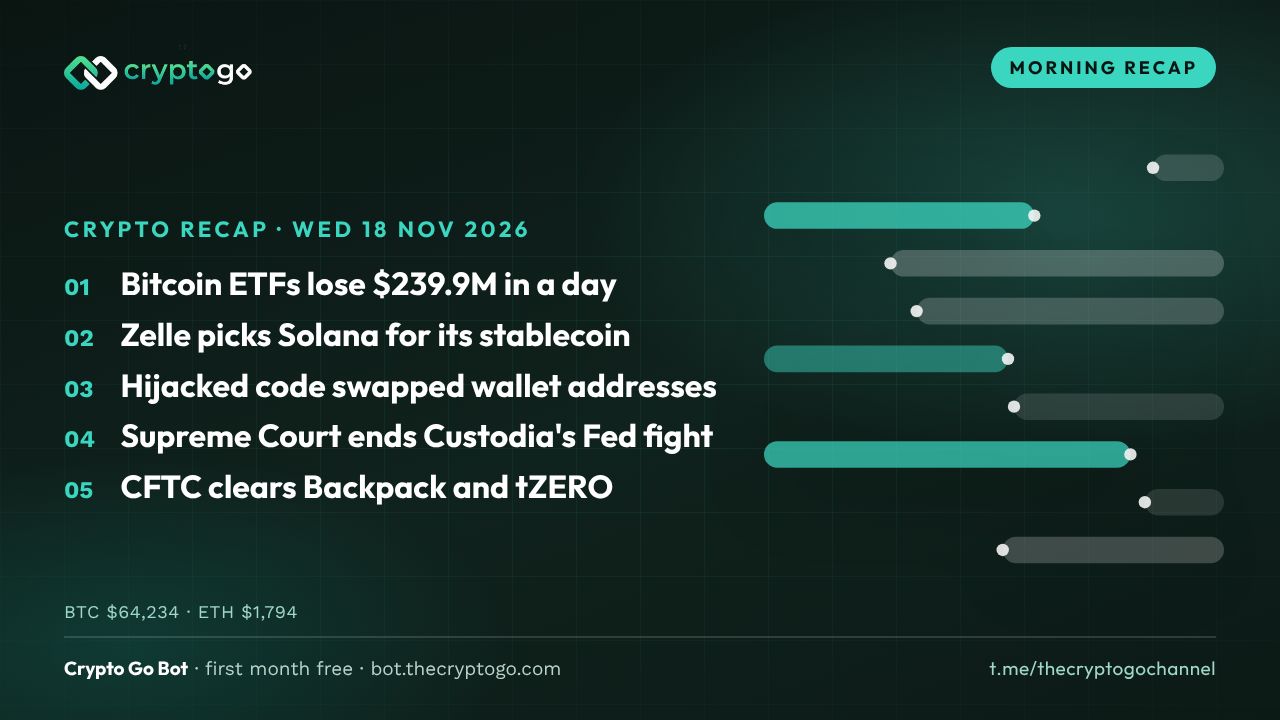 cryptogo
MORNING RECAP
CRYPTO RECAP · WED 18 NOV 2026
01 Bitcoin ETFs lose $239.9M in a day
02 Zelle picks Solana for its stablecoin
03 Hijacked code swapped wallet addresses
04 Supreme Court ends Custodia's Fed fight
05 CFTC clears Backpack and tZERO
BTC $64,234 · ETH $1,794
Crypto Go Bot · first month free · bot.thecryptogo.com
t.me/thecryptogochannel